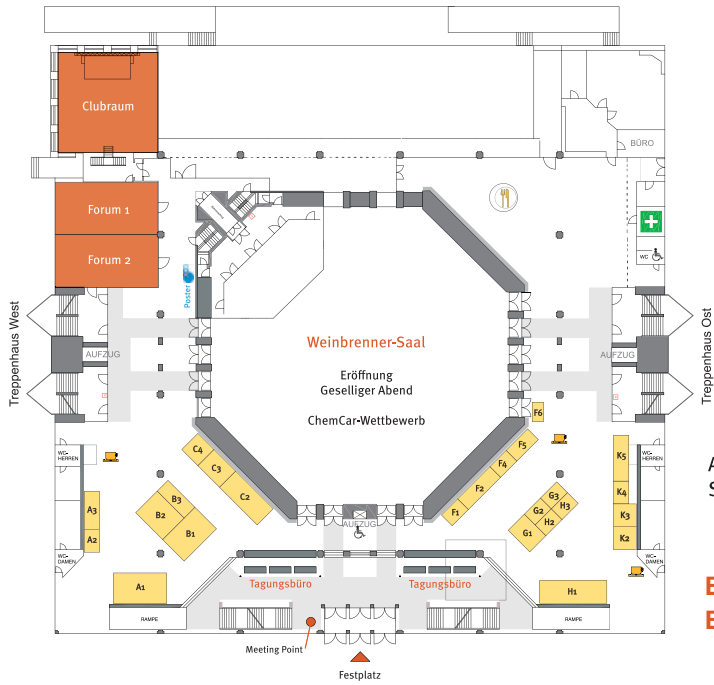 Clubraum
BÜRO
Forum 1
Forum 2
Poster
WC
Treppenhaus West
AUFZUG
Weinbrenner-Saal
Eröffnung
Geselliger Abend
ChemCar-Wettbewerb
AUFZUG
Treppenhaus Ost
F6
WC-
HERREN
C4
C3
C2
F5
F4
F2
F1
K5
K4
K3
K2
WC-
HERREN
A3
A2
B3
B2
B1
G3
H3
G2
H2
G1
AUFZUG
WC-
DAMEN
WC-
DAMEN
A1
Tagungsbüro
Tagungsbüro
H1
RAMPE
RAMPE
Meeting Point
Festplatz